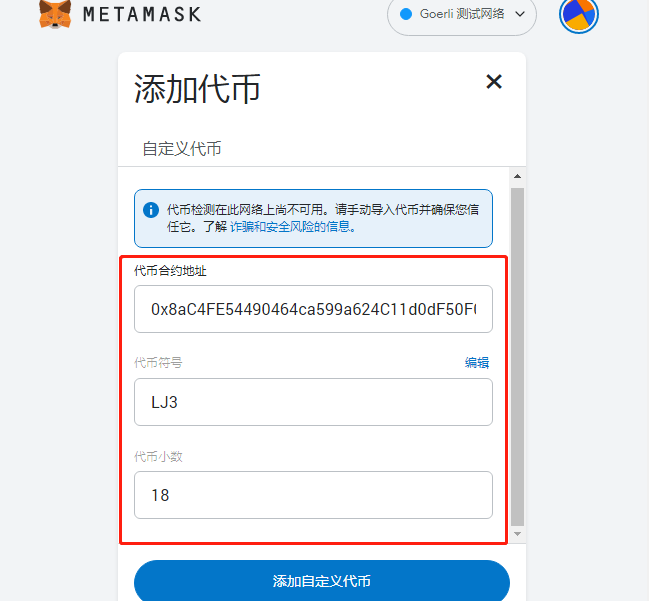 METAMASK
Goerli 测试网络
添加代币
自定义代币
代币检测在此网络上尚不可用。请手动导入代币并确保您信
任它。了解 诈骗和安全风险的信息。
代币合约地址
0x8aC4FE54490464ca599a624C11d0dF50F
代币符号
编辑
LJ3
代币小数
18
添加自定义代币